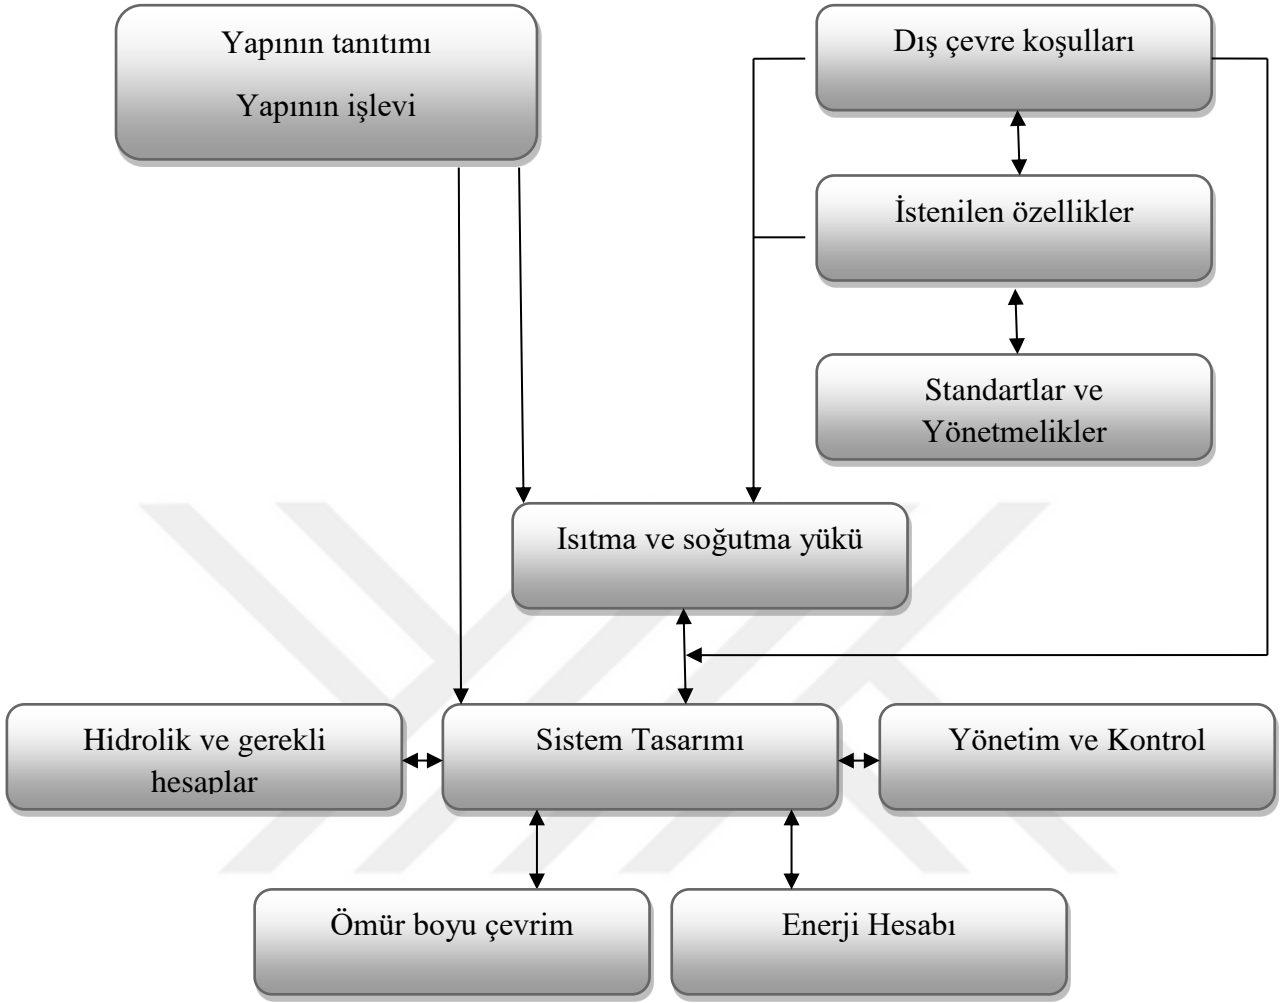 Yapının tanıtımı
Yapının işlevi
Dış çevre koşulları
İstenilen özellikler
Standartlar ve
Yönetmelikler
Isıtma ve soğutma yükü
Hidrolik ve gerekli
hesaplar
Sistem Tasarımı
Yönetim ve Kontrol
Ömür boyu çevrim
Enerji Hesabı